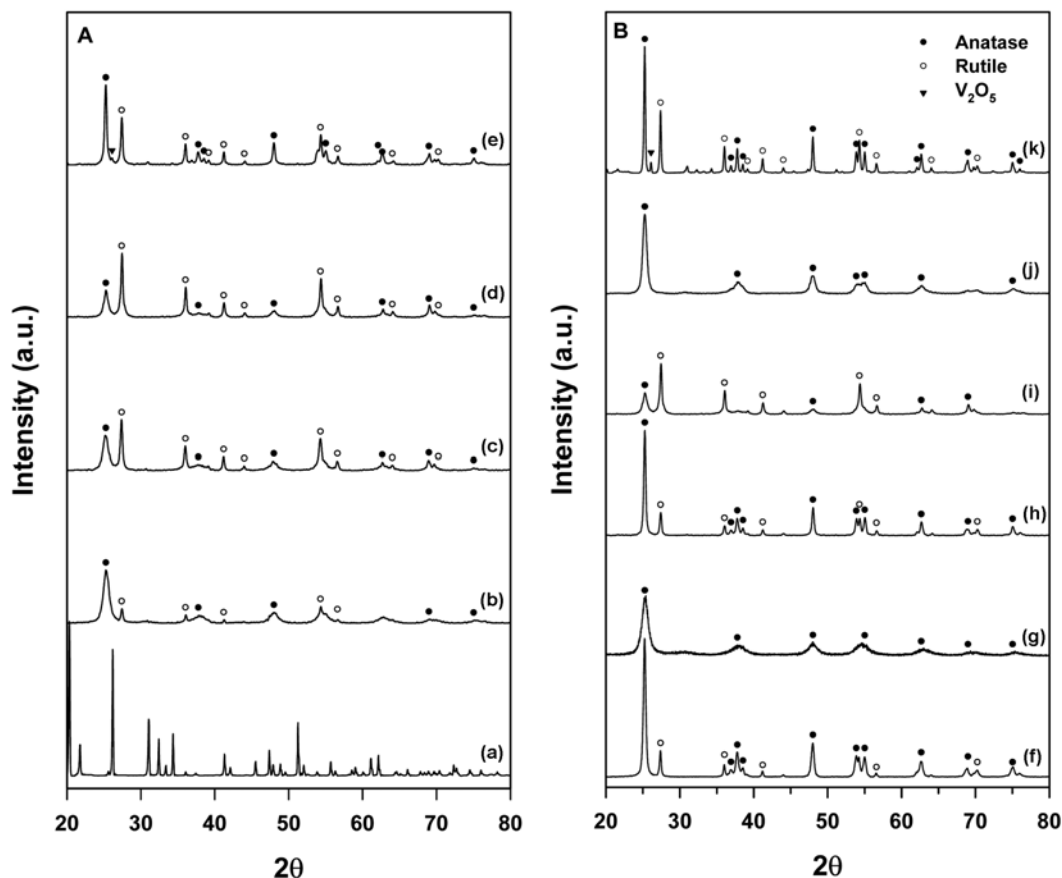 A
(e)
(d)
(c)
(b)
(a)
Intensity (a.u.)
20 30 40 50 60 70 80
2θ
B
Anatase
Rutile
V₂O₅
(k)
(j)
(i)
(h)
(g)
(f)
Intensity (a.u.)
20 30 40 50 60 70 80
2θ